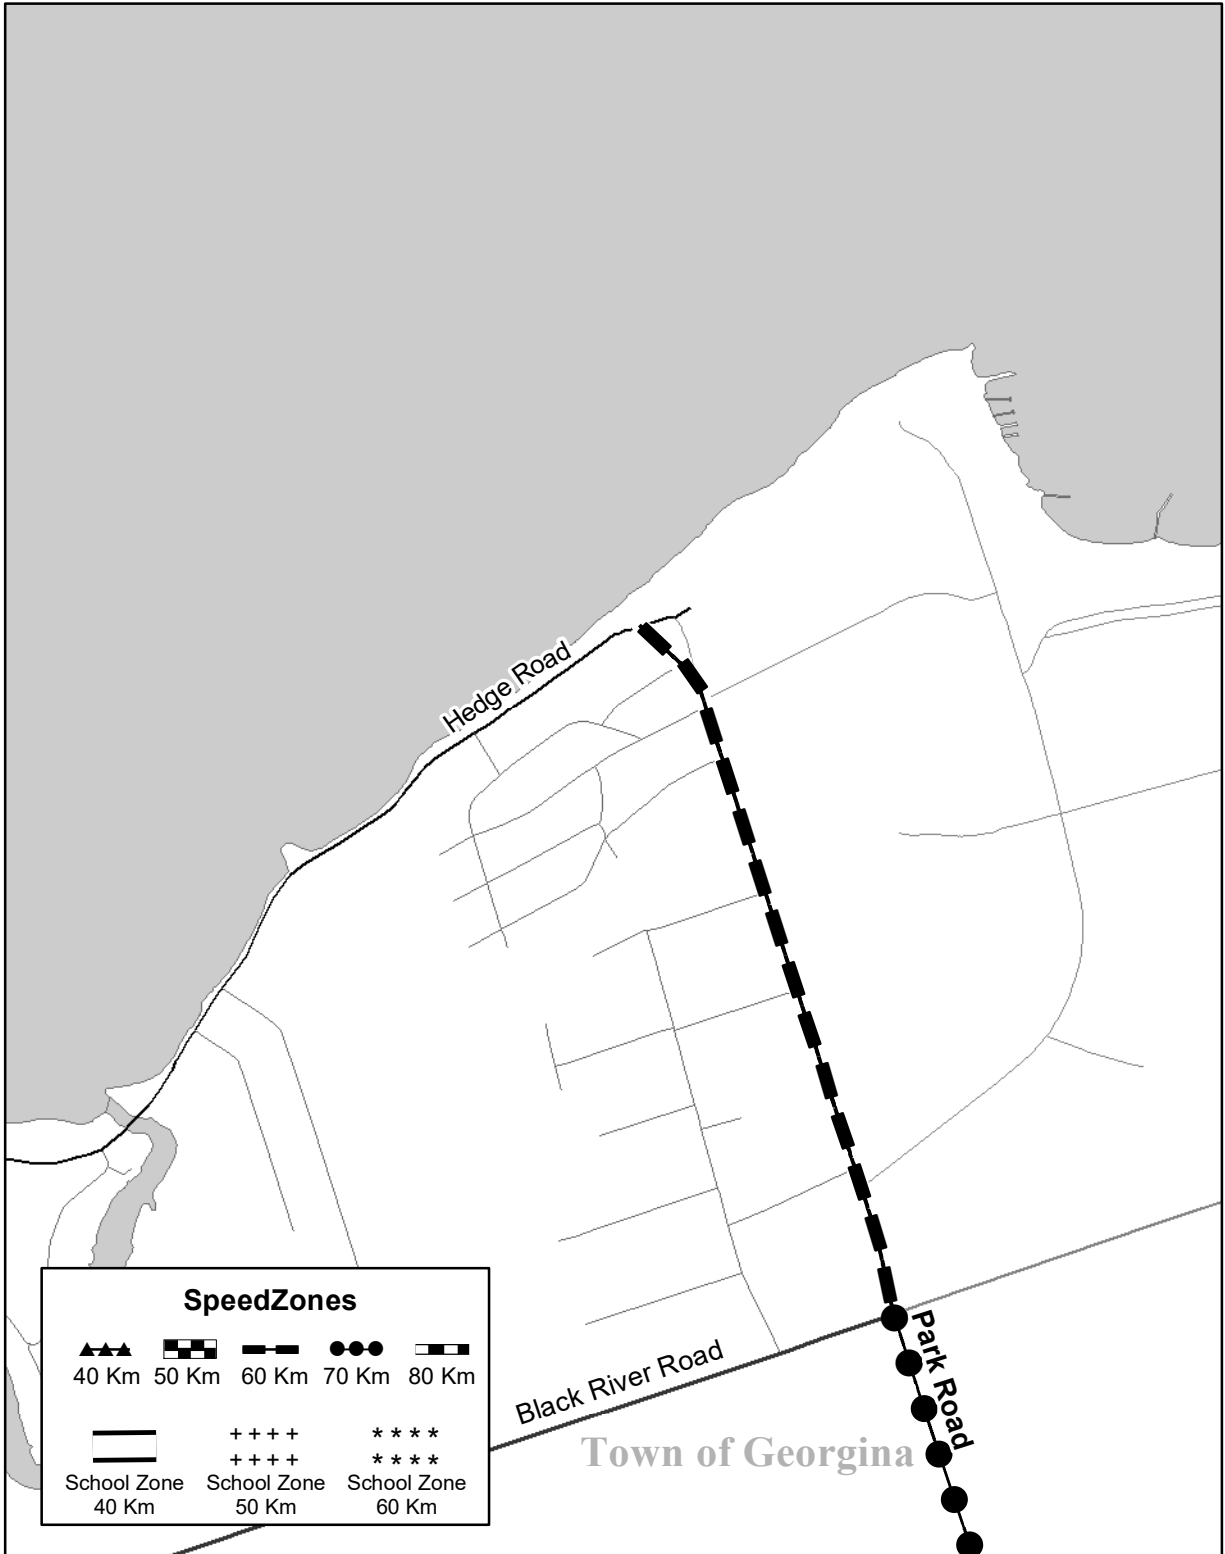 Hedge Road
Park Road
Black River Road
Town of Georgina
SpeedZones
40 Km 50 Km 60 Km 70 Km 80 Km
School Zone School Zone School Zone
40 Km 50 Km 60 Km